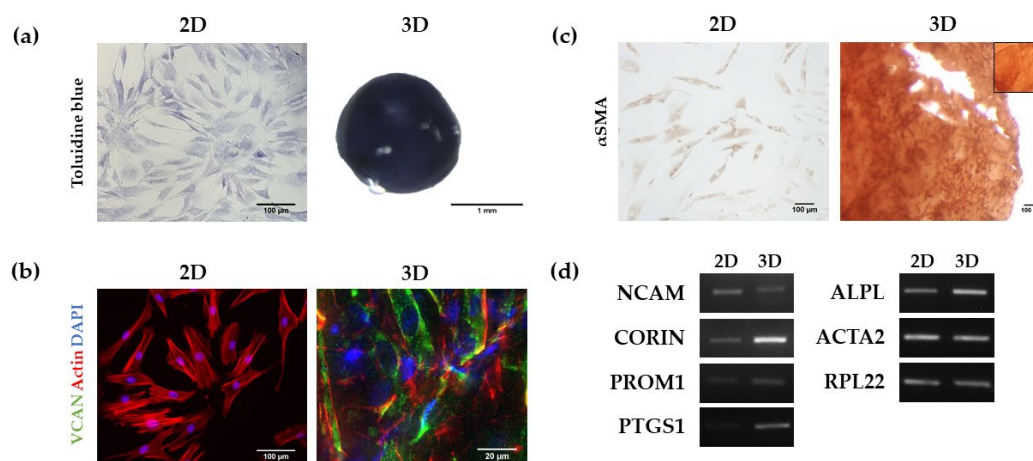 (a)
2D
3D
Toluidine blue
100 µm
1 mm
(b)
2D
3D
VCAN Actin DAPI
100 µm
20 µm
(c)
2D
3D
αSMA
100 µm
100
(d)
2D 3D
NCAM
CORIN
PROM1
PTGS1
2D 3D
ALPL
ACTA2
RPL22